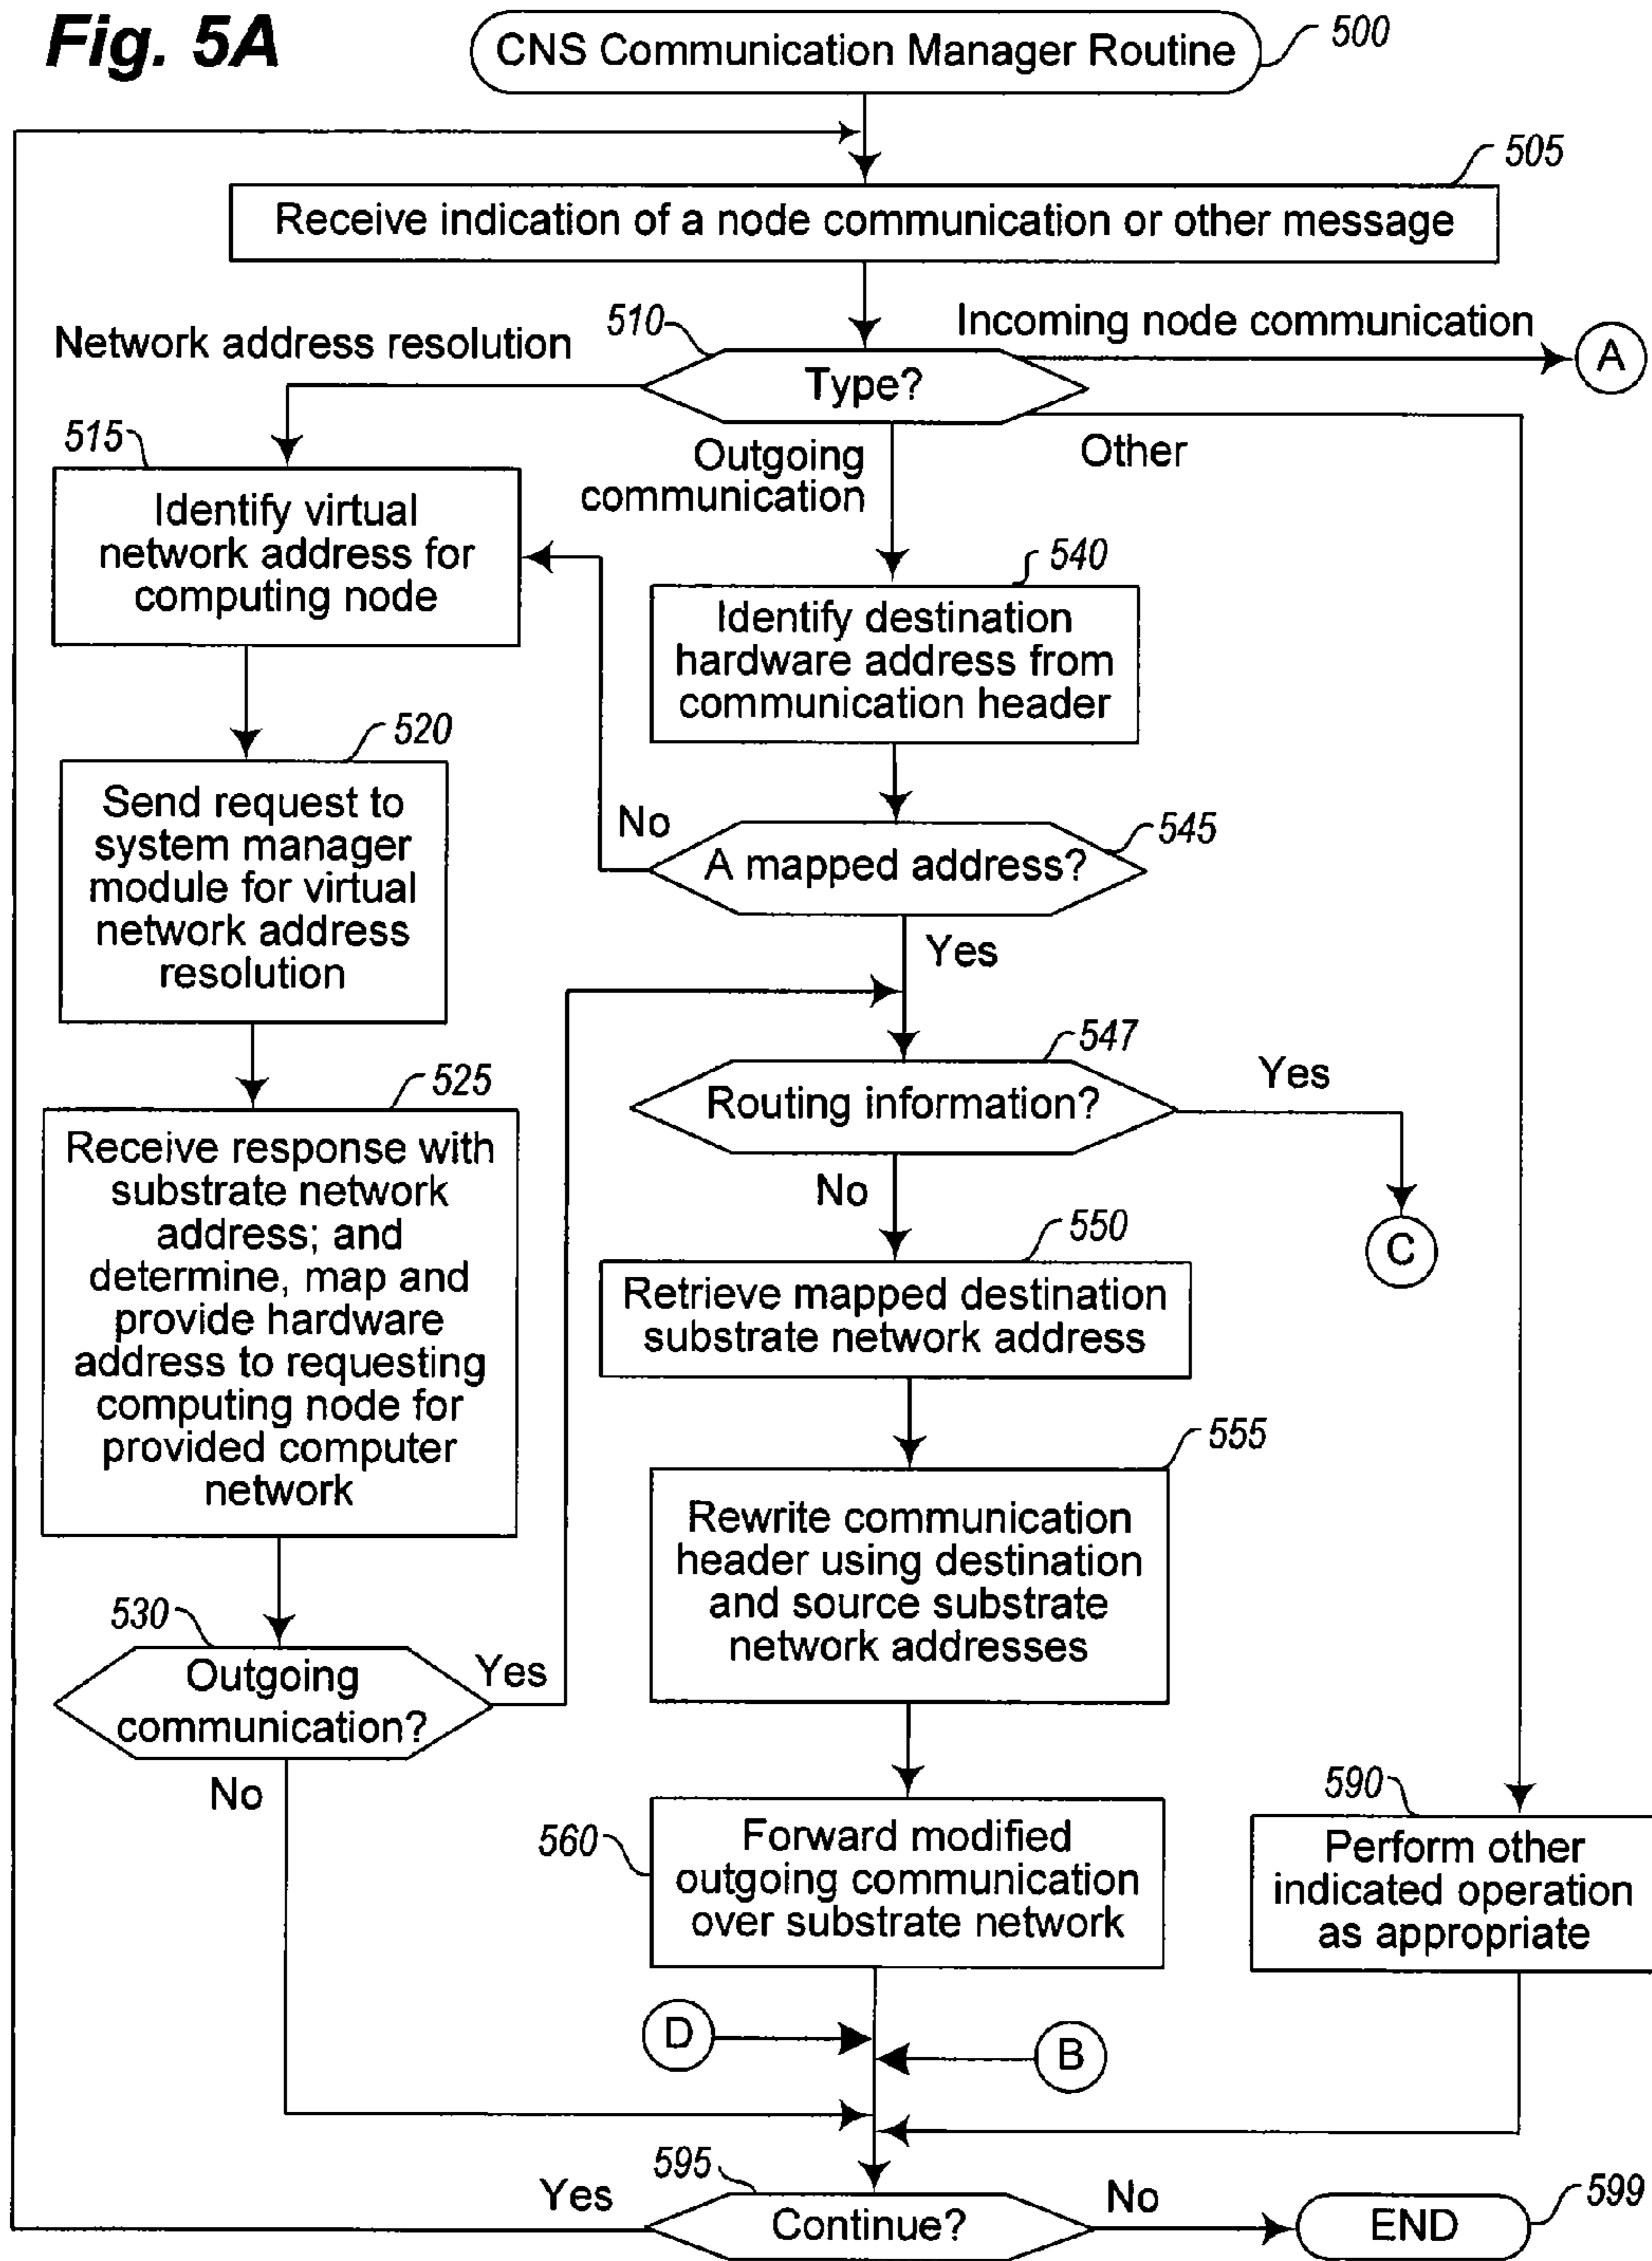 Fig. 5A
CNS Communication Manager Routine
500
505
Receive indication of a node communication or other message
510
Incoming node communication
A
Network address resolution
Type?
515
Outgoing
communication
Other
Identify virtual
network address for
computing node
540
Identify destination
hardware address from
communication header
520
Send request to
system manager
module for virtual
network address
resolution
No
545
A mapped address?
Yes
547
Routing information?
Yes
C
No
525
Receive response with
substrate network
address; and
determine, map and
provide hardware
address to requesting
computing node for
provided computer
network
550
Retrieve mapped destination
substrate network address
555
Rewrite communication
header using destination
and source substrate
network addresses
530
Outgoing
communication?
Yes
No
560
Forward modified
outgoing communication
over substrate network
590
Perform other
indicated operation
as appropriate
D
B
595
Yes
Continue?
No
END
599